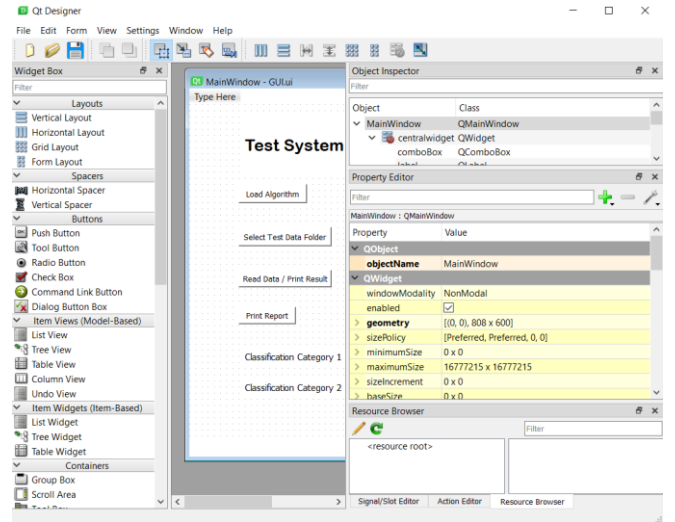 Qt Designer
File Edit Form View Settings Window Help
Widget Box
Filter
Layouts
Vertical Layout
Horizontal Layout
Grid Layout
Form Layout
Spacers
Horizontal Spacer
Vertical Spacer
Buttons
Push Button
Tool Button
Radio Button
Check Box
Command Link Button
Dialog Button Box
Item Views (Model-Based)
List View
Tree View
Table View
Column View
Undo View
Item Widgets (Item-Based)
List Widget
Tree Widget
Table Widget
Containers
Group Box
Scroll Area
MainWindow - GUI.ui
Type Here
Test System
Load Algorithm
Select Test Data Folder
Read Data / Print Result
Print Report
Classification Category 1
Classification Category 2
Object Inspector
Filter
Object Class
MainWindow QMainWindow
centralwidget QWidget
comboBox QComboBox
label QLabel
Property Editor
Filter
MainWindow : QMainWindow
Property Value
QObject
objectName MainWindow
QWidget
windowModality NonModal
enabled
geometry [(0, 0), 808 x 600]
sizePolicy [Preferred, Preferred, 0, 0]
minimumSize 0 x 0
maximumSize 16777215 x 16777215
sizeIncrement 0 x 0
baseSize 0 x 0
Resource Browser
Filter
<resource root>
Signal/Slot Editor Action Editor Resource Browser